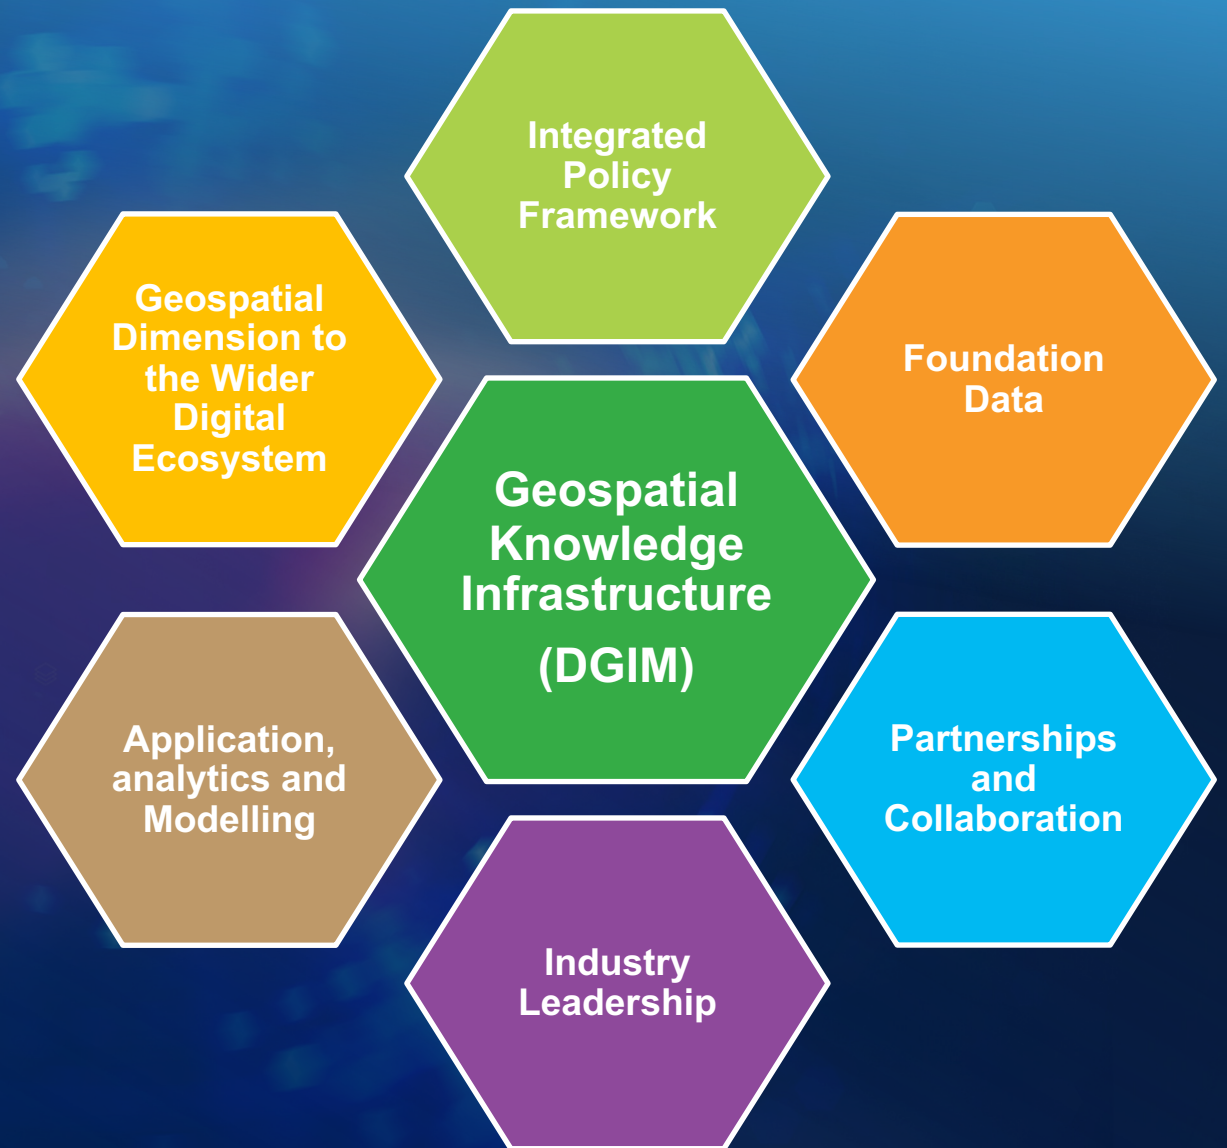 Integrated
Policy
Framework
Geospatial
Dimension to
the Wider
Digital
Ecosystem
Foundation
Data
Geospatial
Knowledge
Infrastructure
(DGIM)
Application,
analytics and
Modelling
Partnerships
and
Collaboration
Industry
Leadership